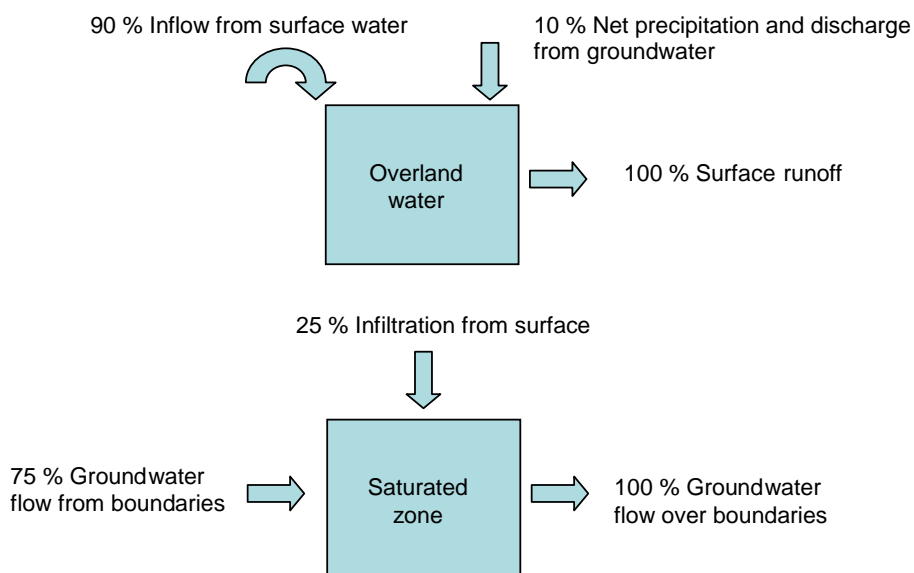 90 % Inflow from surface water
10 % Net precipitation and discharge
from groundwater
Overland
water
100 % Surface runoff
25 % Infiltration from surface
75 % Groundwater
flow from boundaries
Saturated
zone
100 % Groundwater
flow over boundaries